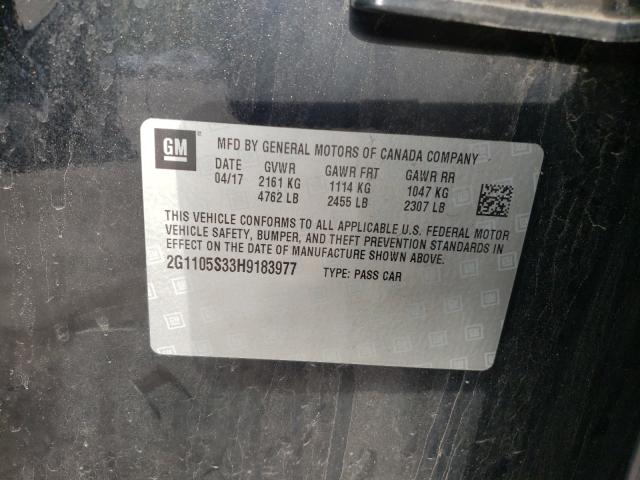 GM
MFD BY GENERAL MOTORS OF CANADA COMPANY
DATE GVWR GAWR FRT GAWR RR
04/17 2161 KG 1114 KG 1047 KG
4762 LB 2455 LB 2307 LB
THIS VEHICLE CONFORMS TO ALL APPLICABLE U.S. FEDERAL MOTOR
VEHICLE SAFETY, BUMPER, AND THEFT PREVENTION STANDARDS IN
EFFECT ON THE DATE OF MANUFACTURE SHOWN ABOVE.
2G1105S33H9183977 TYPE: PASS CAR